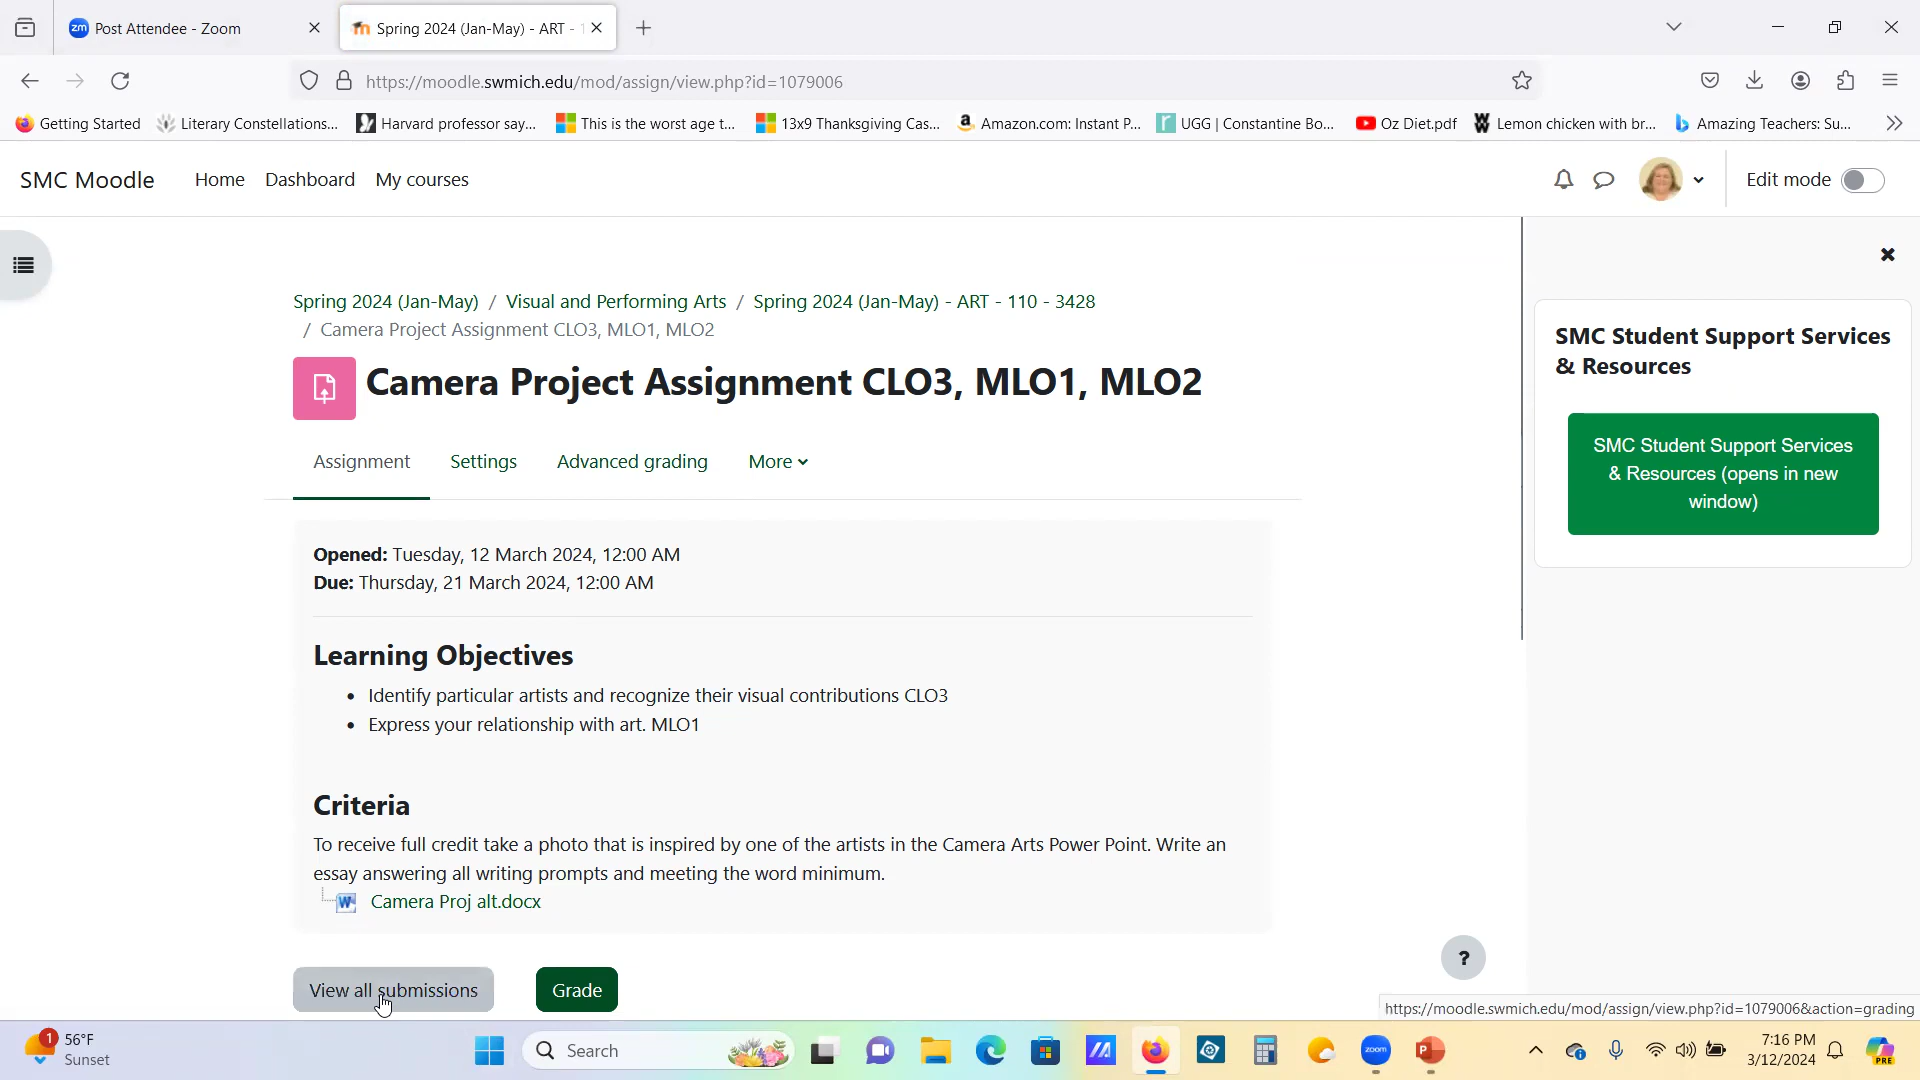 Post Attendee - Zoom
Spring 2024 (Jan-May) - ART -
https://moodle.swmich.edu/mod/assign/view.php?id=1079006
Getting Started
Literary Constellations...
Harvard professor say...
This is the worst age t...
13x9 Thanksgiving Cas...
Amazon.com: Instant P...
UGG | Constantine Bo...
Oz Diet.pdf
Lemon chicken with br...
Amazing Teachers: Su...
SMC Moodle
Home
Dashboard
My courses
Edit mode
Spring 2024 (Jan-May) / Visual and Performing Arts / Spring 2024 (Jan-May) - ART - 110 - 3428
/ Camera Project Assignment CLO3, MLO1, MLO2
Camera Project Assignment CLO3, MLO1, MLO2
Assignment
Settings
Advanced grading
More
Opened: Tuesday, 12 March 2024, 12:00 AM
Due: Thursday, 21 March 2024, 12:00 AM
Learning Objectives
• Identify particular artists and recognize their visual contributions CLO3
• Express your relationship with art. MLO1
Criteria
To receive full credit take a photo that is inspired by one of the artists in the Camera Arts Power Point. Write an
essay answering all writing prompts and meeting the word minimum.
Camera Proj alt.docx
View all submissions
Grade
SMC Student Support Services
& Resources
SMC Student Support Services
& Resources (opens in new
window)
?
https://moodle.swmich.edu/mod/assign/view.php?id=1079006&action=grading
1
56°F
Sunset
Search
zoom
7:16 PM
3/12/2024
PRE